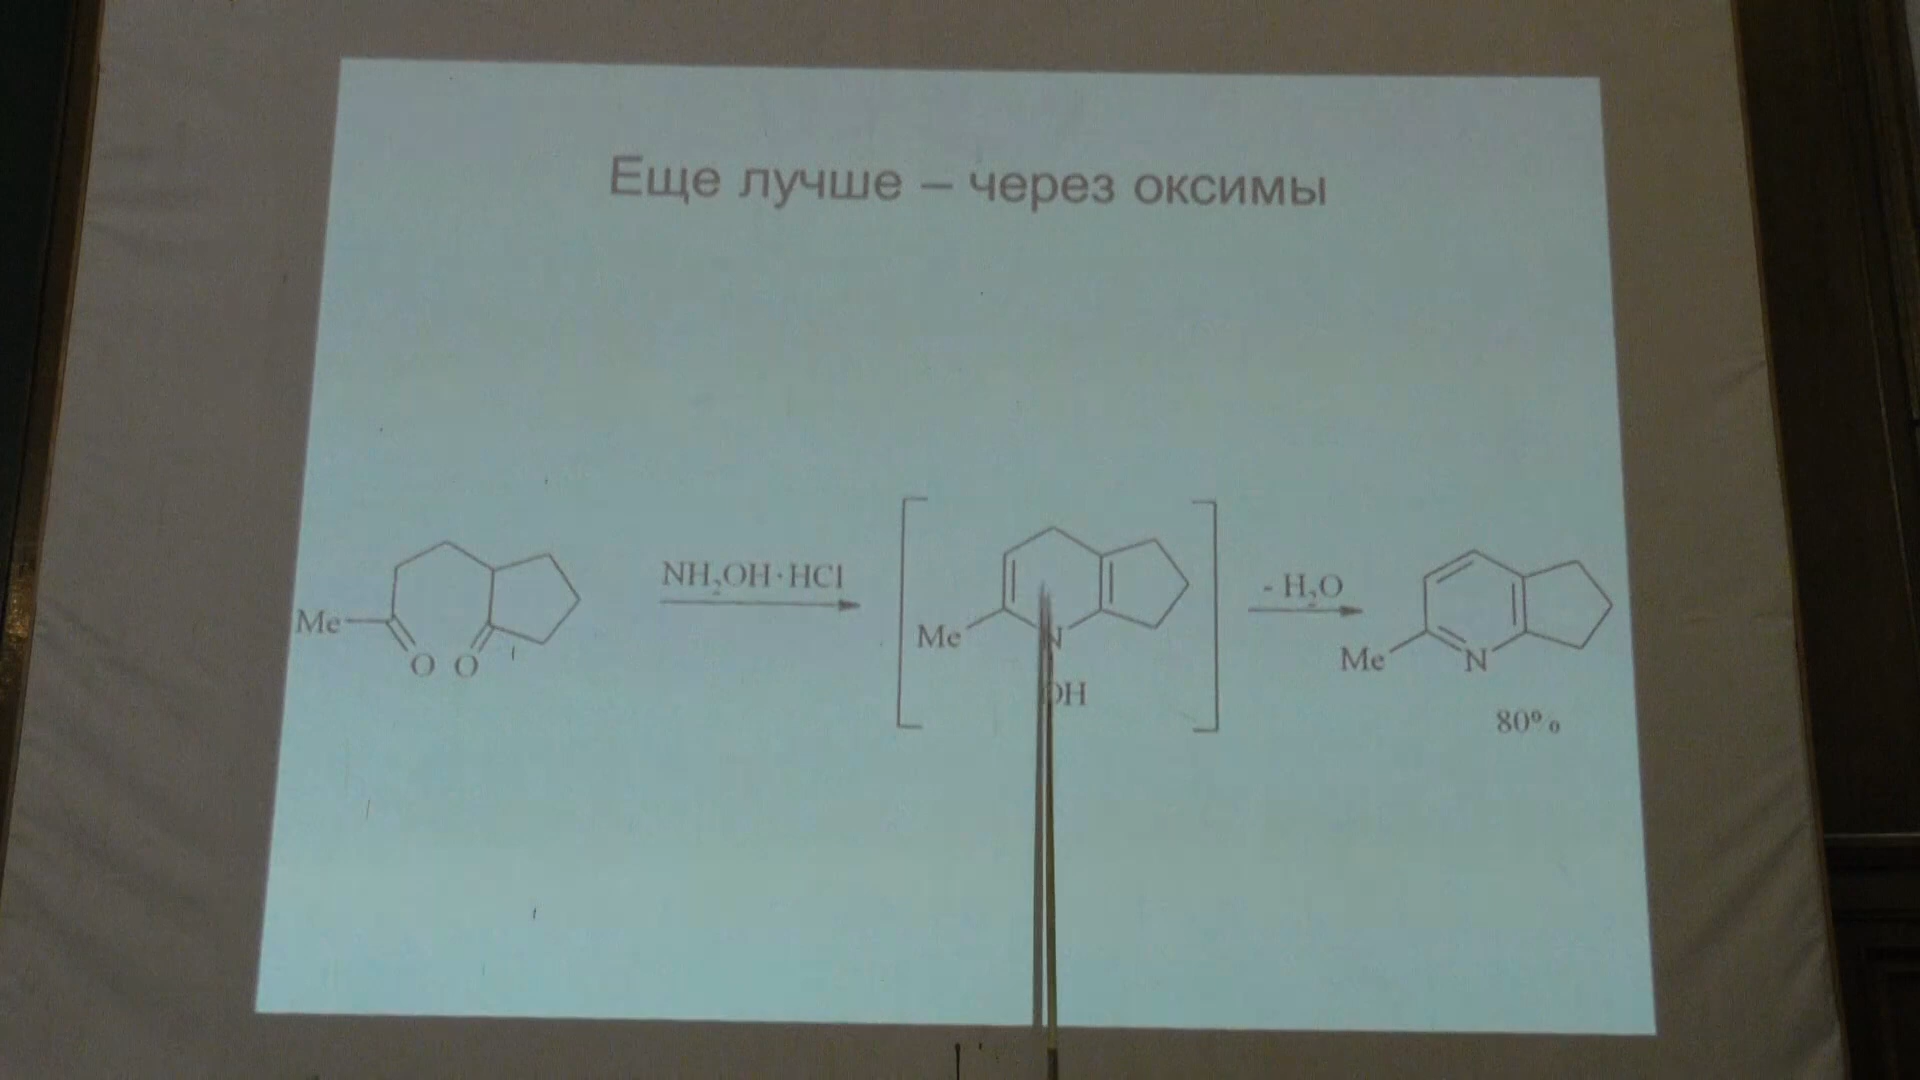 Еще лучше – через оксимы
NH₂OH·HCl
- H₂O
Me
O O
Me
N
OH
Me
N
80%